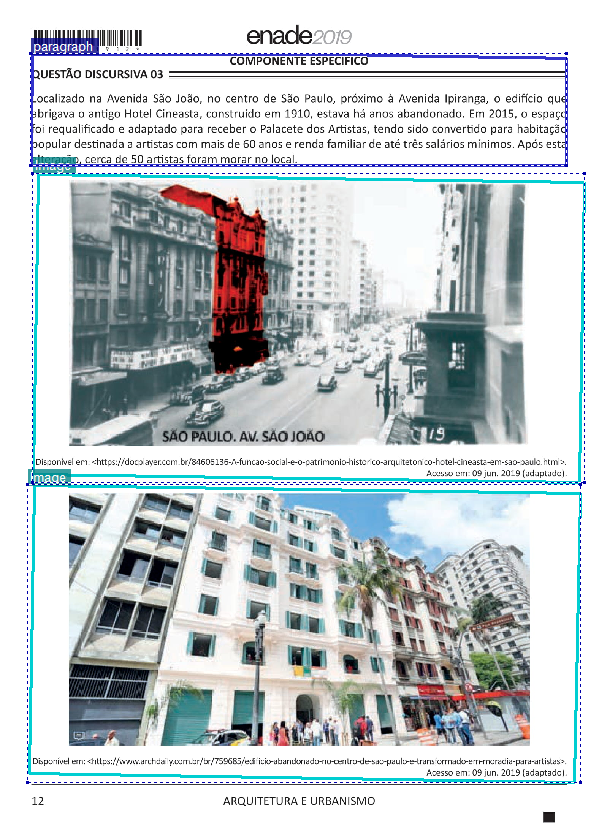 enade2019
paragraph
COMPONENTE ESPECÍFICO
QUESTÃO DISCURSIVA 03
Localizado na Avenida São João, no centro de São Paulo, próximo à Avenida Ipiranga, o edifício que
abrigava o antigo Hotel Cineasta, construído em 1910, estava há anos abandonado. Em 2015, o espaço
foi requalificado e adaptado para receber o Palacete dos Artistas, tendo sido convertido para habitação
popular destinada a artistas com mais de 60 anos e renda familiar de até três salários mínimos. Após esta
alteração, cerca de 50 artistas foram morar no local.
image
SÃO PAULO. AV. SÃO JOÃO
19
Disponível em: <https://docplayer.com.br/84606136-A-funcao-social-e-o-patrimonio-historico-arquitetonico-hotel-cineasta-em-sao-paulo.html>.
Acesso em: 09 jun. 2019 (adaptado).
image
Disponível em: <https://www.archdaily.com.br/br/759685/edificio-abandonado-no-centro-de-sao-paulo-e-transformado-em-moradia-para-artistas>.
Acesso em: 09 jun. 2019 (adaptado).
12
ARQUITETURA E URBANISMO